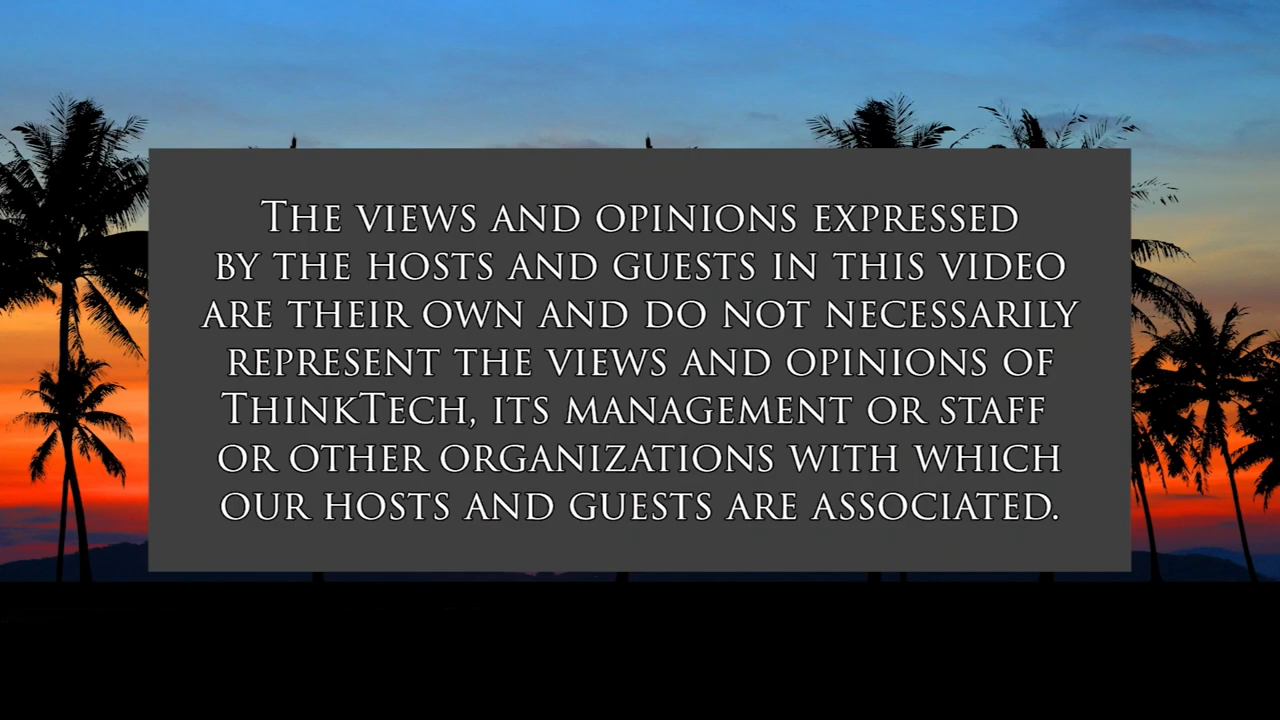 The views and opinions expressed
by the hosts and guests in this video
are their own and do not necessarily
represent the views and opinions of
ThinkTech, its management or staff
or other organizations with which
our hosts and guests are associated.